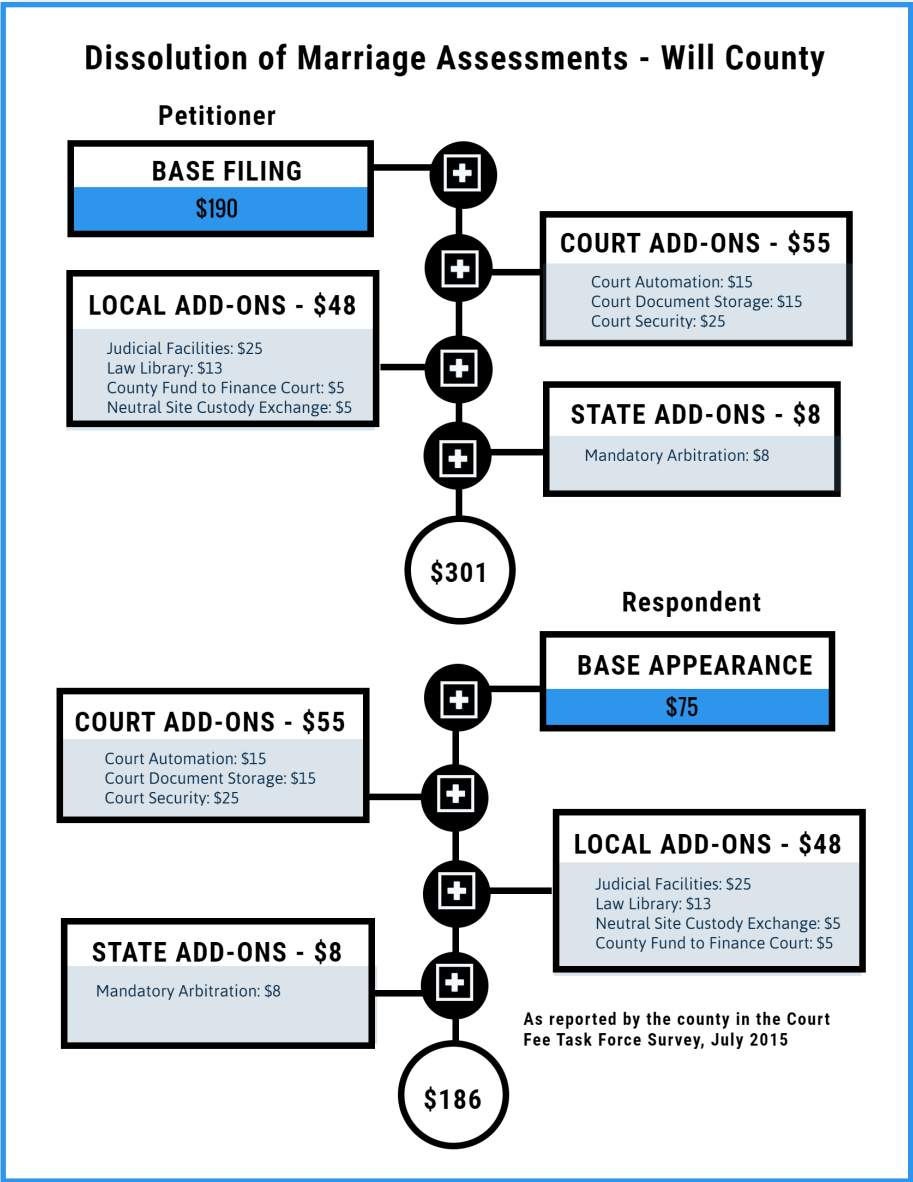 Dissolution of Marriage Assessments - Will County
Petitioner
BASE FILING
$190
COURT ADD-ONS - $55
Court Automation: $15
Court Document Storage: $15
Court Security: $25
LOCAL ADD-ONS - $48
Judicial Facilities: $25
Law Library: $13
County Fund to Finance Court: $5
Neutral Site Custody Exchange: $5
STATE ADD-ONS - $8
Mandatory Arbitration: $8
$301
Respondent
BASE APPEARANCE
$75
COURT ADD-ONS - $55
Court Automation: $15
Court Document Storage: $15
Court Security: $25
LOCAL ADD-ONS - $48
Judicial Facilities: $25
Law Library: $13
Neutral Site Custody Exchange: $5
County Fund to Finance Court: $5
STATE ADD-ONS - $8
Mandatory Arbitration: $8
As reported by the county in the Court
Fee Task Force Survey, July 2015
$186